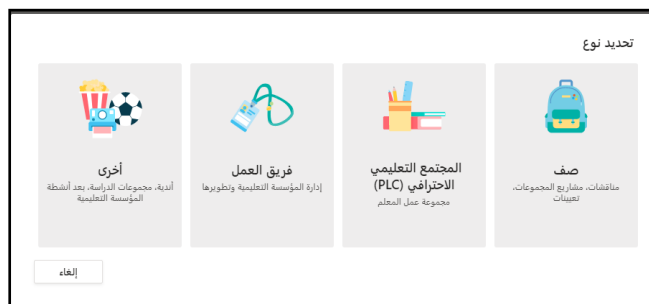 تحديد نوع
صف
مناقشات، مشاريع المجموعات،
تعيينات
المجتمع التعليمي
الاحترافي (PLC)
مجموعة عمل المعلم
فريق العمل
إدارة المؤسسة التعليمية وتطويرها
أخرى
أندية، مجموعات الدراسة، بعد أنشطة
المؤسسة التعليمية
إلغاء